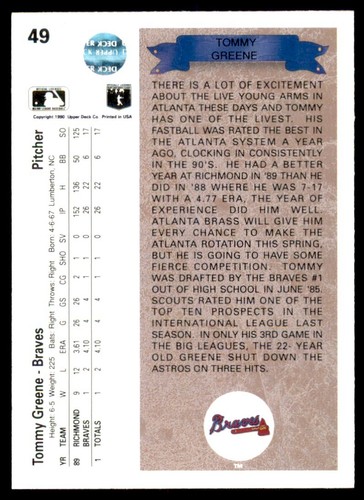 49
UPPER
DECK
Copyright 1990 Upper Deck Co. Printed in USA
TOMMY
GREENE
THERE IS A LOT OF EXCITEMENT
ABOUT THE LIVE YOUNG ARMS IN
ATLANTA THESE DAYS AND TOMMY
HAS ONE OF THE LIVEST. HIS
FASTBALL WAS RATED THE BEST IN
THE ATLANTA SYSTEM A YEAR
AGO, CLOCKING IN CONSISTENTLY
IN THE 90'S. HE HAD A BETTER
YEAR AT RICHMOND IN '89 THAN HE
DID IN '88 WHERE HE WAS 7-17
WITH A 4.77 ERA. THE YEAR OF
EXPERIENCE DID HIM WELL.
ATLANTA BRASS WILL GIVE HIM
EVERY CHANCE TO MAKE THE
ATLANTA ROTATION THIS SPRING,
BUT HE IS GOING TO HAVE SOME
FIERCE COMPETITION. TOMMY
WAS DRAFTED BY THE BRAVES #1
OUT OF HIGH SCHOOL IN JUNE '85.
SCOUTS RATED HIM ONE OF THE
TOP TEN PROSPECTS IN THE
INTERNATIONAL LEAGUE LAST
SEASON. IN ONLY HIS 3RD GAME IN
THE BIG LEAGUES, THE 22- YEAR
OLD GREENE SHUT DOWN THE
ASTROS ON THREE HITS.
Braves
TM
Tommy Greene - Braves Pitcher
Height: 6-5 Weight: 225 Bats: Right Throws: Right Born: 4-6-67 Lumberton, NC
YR TEAM W L ERA G GS CG SHO SV IP H BB SO
89 RICHMOND 9 12 3.61 26 25 2 1 0 152 136 50 125
89 BRAVES 1 2 4.10 4 4 1 1 0 26 22 6 17
1 TOTALS 1 2 4.10 4 4 1 1 0 26 22 6 17